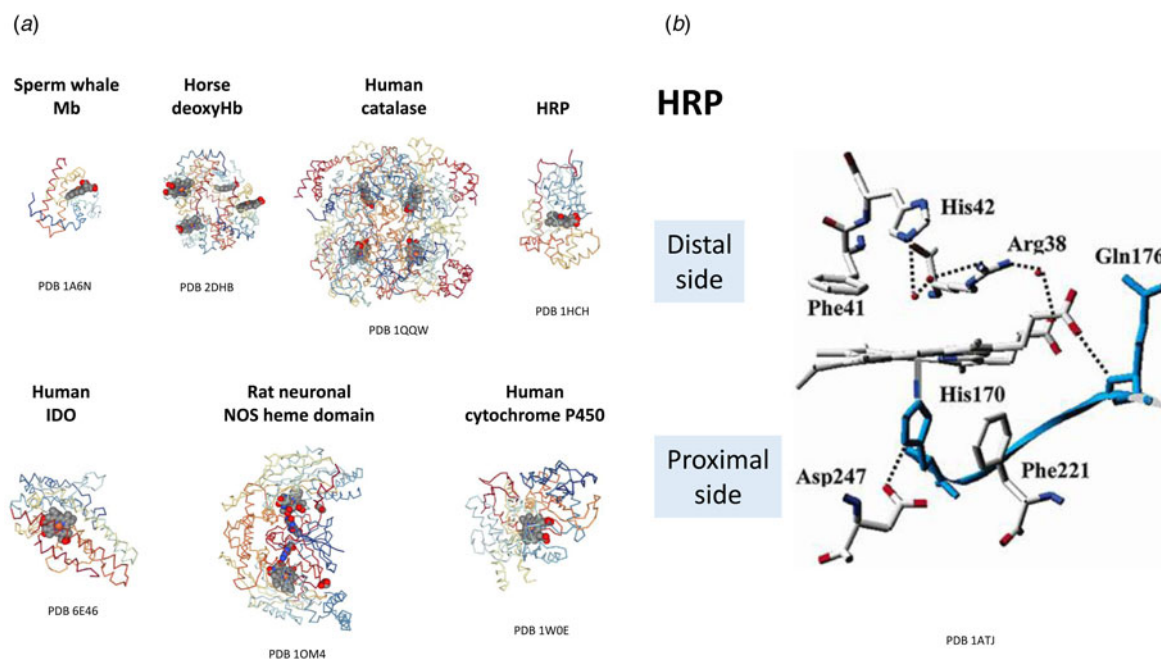 (a)
Sperm whale
Mb
Horse
deoxyHb
Human
catalase
HRP
PDB 1A6N
PDB 2DHB
PDB 1QQW
PDB 1HCH
Human
IDO
Rat neuronal
NOS heme domain
Human
cytochrome P450
PDB 6E46
PDB 1OM4
PDB 1W0E
(b)
HRP
Distal
side
His42
Arg38
Gln176
Phe41
His170
Proximal
side
Asp247
Phe221
PDB 1ATJ